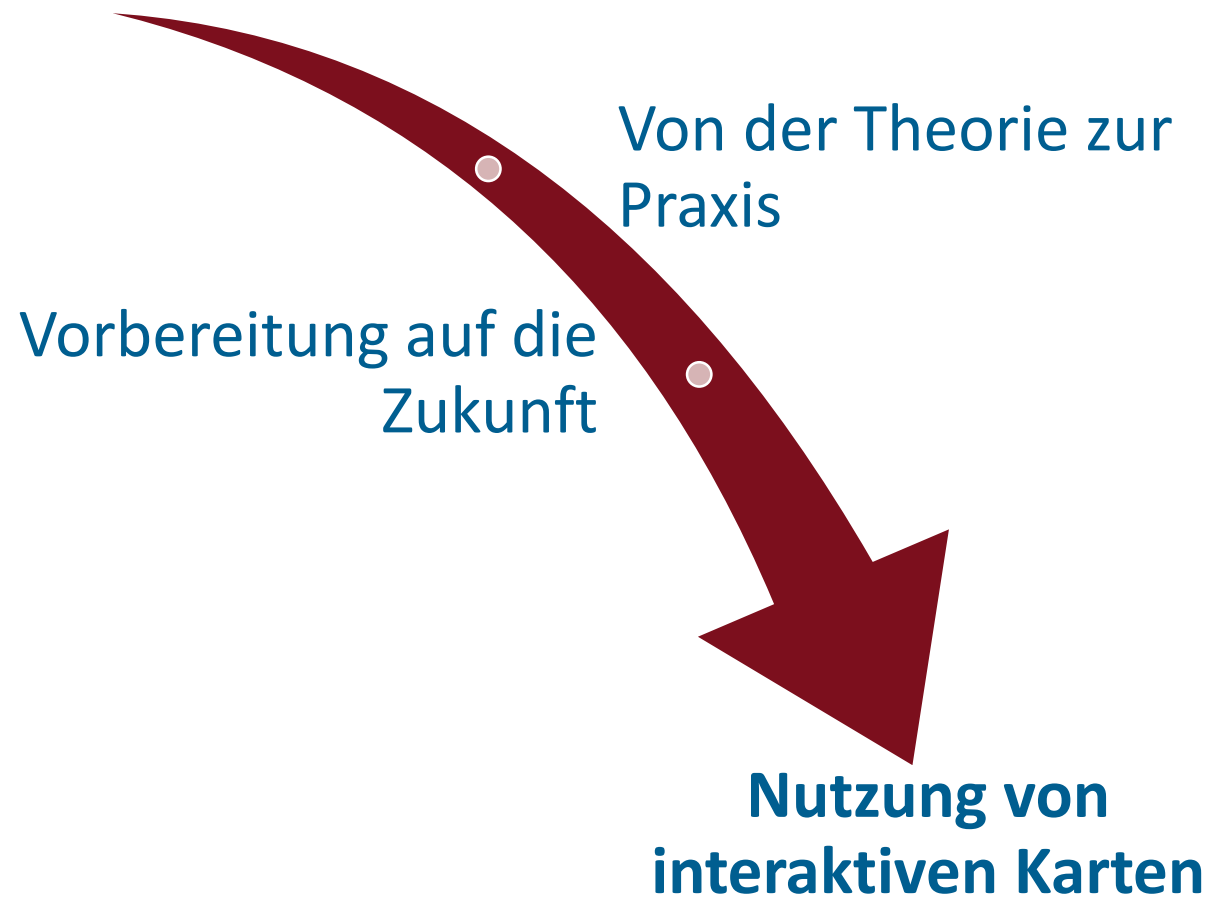 Von der Theorie zur
Praxis
Vorbereitung auf die
Zukunft
Nutzung von
interaktiven Karten